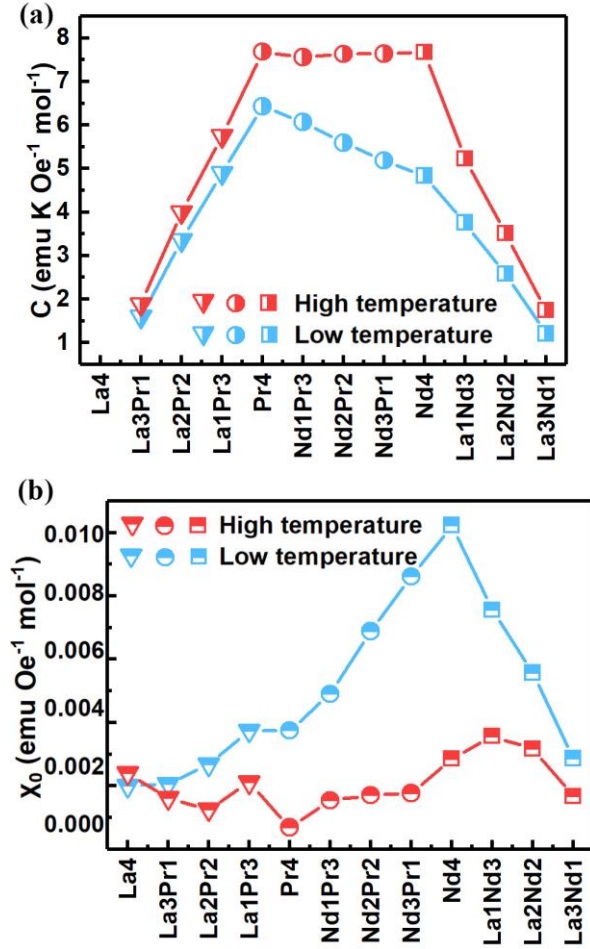 (a)
8
7
6
5
4
3
2
1
C (emu K Oe⁻¹ mol⁻¹)
High temperature
Low temperature
La4
La3Pr1
La2Pr2
La1Pr3
Pr4
Nd1Pr3
Nd2Pr2
Nd3Pr1
Nd4
La1Nd3
La2Nd2
La3Nd1
(b)
0.010
0.008
0.006
0.004
0.002
0.000
X₀ (emu Oe⁻¹ mol⁻¹)
High temperature
Low temperature
La4
La3Pr1
La2Pr2
La1Pr3
Pr4
Nd1Pr3
Nd2Pr2
Nd3Pr1
Nd4
La1Nd3
La2Nd2
La3Nd1